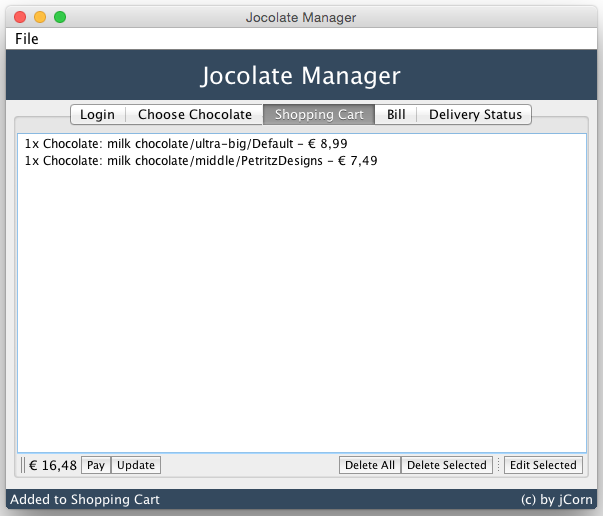 Jocolate Manager
File
Jocolate Manager
Login Choose Chocolate Shopping Cart Bill Delivery Status
1x Chocolate: milk chocolate/ultra-big/Default - € 8,99
1x Chocolate: milk chocolate/middle/PetritzDesigns - € 7,49
€ 16,48 Pay Update Delete All Delete Selected Edit Selected
Added to Shopping Cart (c) by jCorn